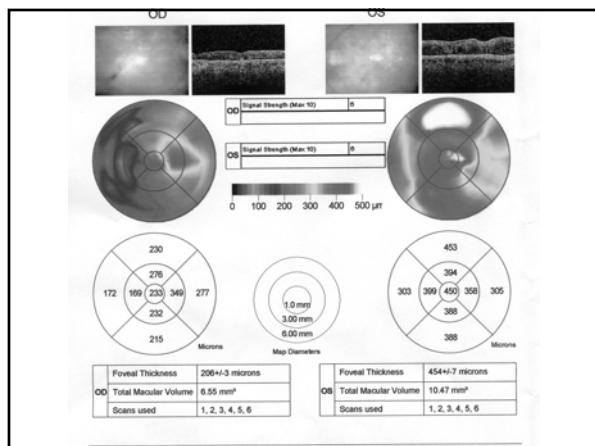 OD OS
OD Signal Strength (Max 10) 6
OS Signal Strength (Max 10) 6
0 100 200 300 400 500 μm
230
276
172 169 233 349 277
232
215
Microns
1.0 mm
3.00 mm
6.00 mm
Map Diameters
453
394
303 399 450 358 305
388
388
Microns
OD
Foveal Thickness 206+/-3 microns
Total Macular Volume 6.55 mm³
Scans used 1, 2, 3, 4, 5, 6
OS
Foveal Thickness 454+/-7 microns
Total Macular Volume 10.47 mm³
Scans used 1, 2, 3, 4, 5, 6